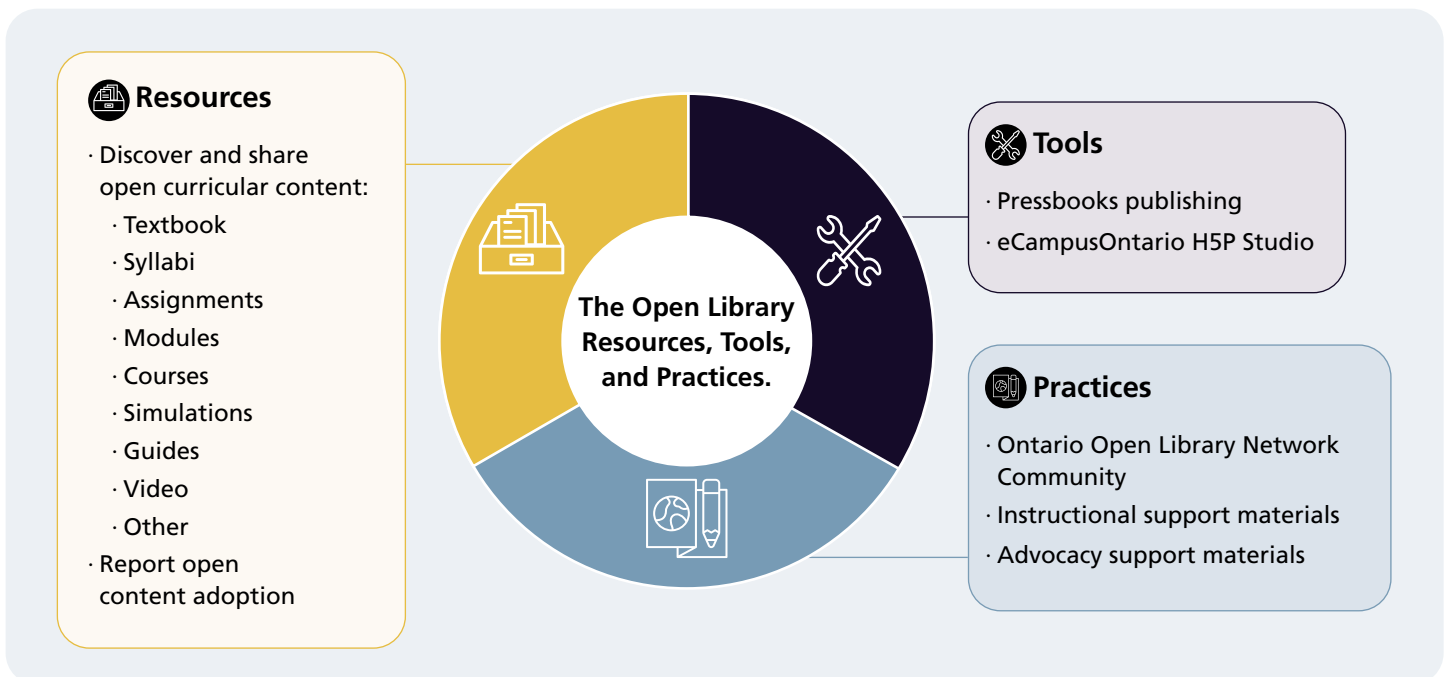 Resources
· Discover and share
open curricular content:
· Textbook
· Syllabi
· Assignments
· Modules
· Courses
· Simulations
· Guides
· Video
· Other
· Report open
content adoption
The Open Library
Resources, Tools,
and Practices.
Tools
· Pressbooks publishing
· eCampusOntario H5P Studio
Practices
· Ontario Open Library Network
Community
· Instructional support materials
· Advocacy support materials